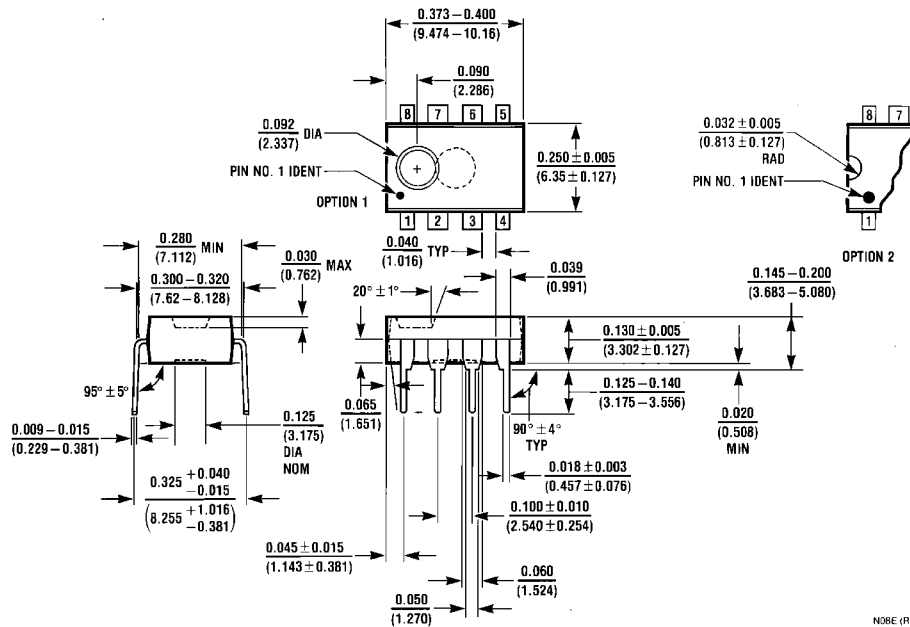 0.373–0.400
(9.474–10.16)
0.090
(2.286)
8 7 6 5
8 7
0.092 DIA
(2.337)
0.032 ± 0.005
(0.813 ± 0.127)
RAD
0.250 ± 0.005
(6.35 ± 0.127)
PIN NO. 1 IDENT
PIN NO. 1 IDENT
OPTION 1
1 2 3 4
1
OPTION 2
0.280 MIN
(7.112)
0.030 MAX
(0.762)
0.040 TYP
(1.016)
0.039
(0.991)
0.145–0.200
(3.683–5.080)
0.300–0.320
(7.62–8.128)
20° ± 1°
0.130 ± 0.005
(3.302 ± 0.127)
95° ± 5°
0.125–0.140
(3.175–3.556)
0.065
(1.651)
0.020
(0.508)
MIN
0.009–0.015
(0.229–0.381)
0.125
(3.175)
DIA
NOM
90° ± 4°
TYP
0.018 ± 0.003
(0.457 ± 0.076)
0.325 +0.040
−0.015
(8.255 +1.016
−0.381)
0.100 ± 0.010
(2.540 ± 0.254)
0.045 ± 0.015
(1.143 ± 0.381)
0.060
(1.524)
0.050
(1.270)
N08E (R